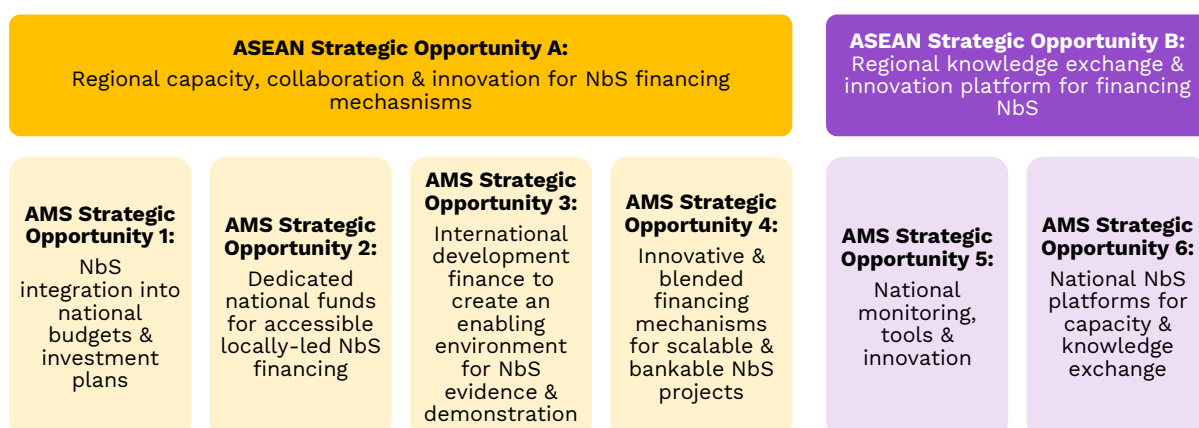 ASEAN Strategic Opportunity A:
Regional capacity, collaboration & innovation for NbS financing
mechasnisms
ASEAN Strategic Opportunity B:
Regional knowledge exchange &
innovation platform for financing
NbS
AMS Strategic
Opportunity 1:
NbS
integration into
national
budgets &
investment
plans
AMS Strategic
Opportunity 2:
Dedicated
national funds
for accessible
locally-led NbS
financing
AMS Strategic
Opportunity 3:
International
development
finance to
create an
enabling
environment
for NbS
evidence &
demonstration
AMS Strategic
Opportunity 4:
Innovative &
blended
financing
mechanisms
for scalable &
bankable NbS
projects
AMS Strategic
Opportunity 5:
National
monitoring,
tools &
innovation
AMS Strategic
Opportunity 6:
National NbS
platforms for
capacity &
knowledge
exchange